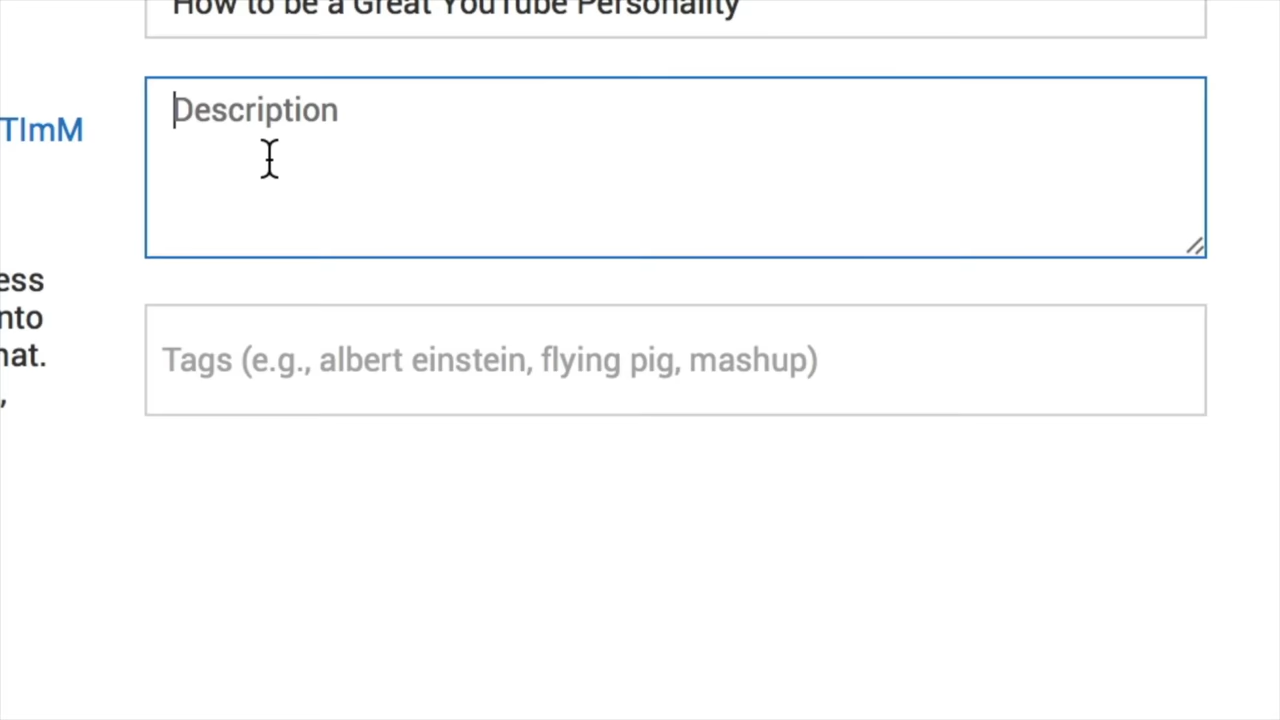 How to be a Great YouTube Personality
Description
TImM
ess
nto
hat.
,
Tags (e.g., albert einstein, flying pig, mashup)